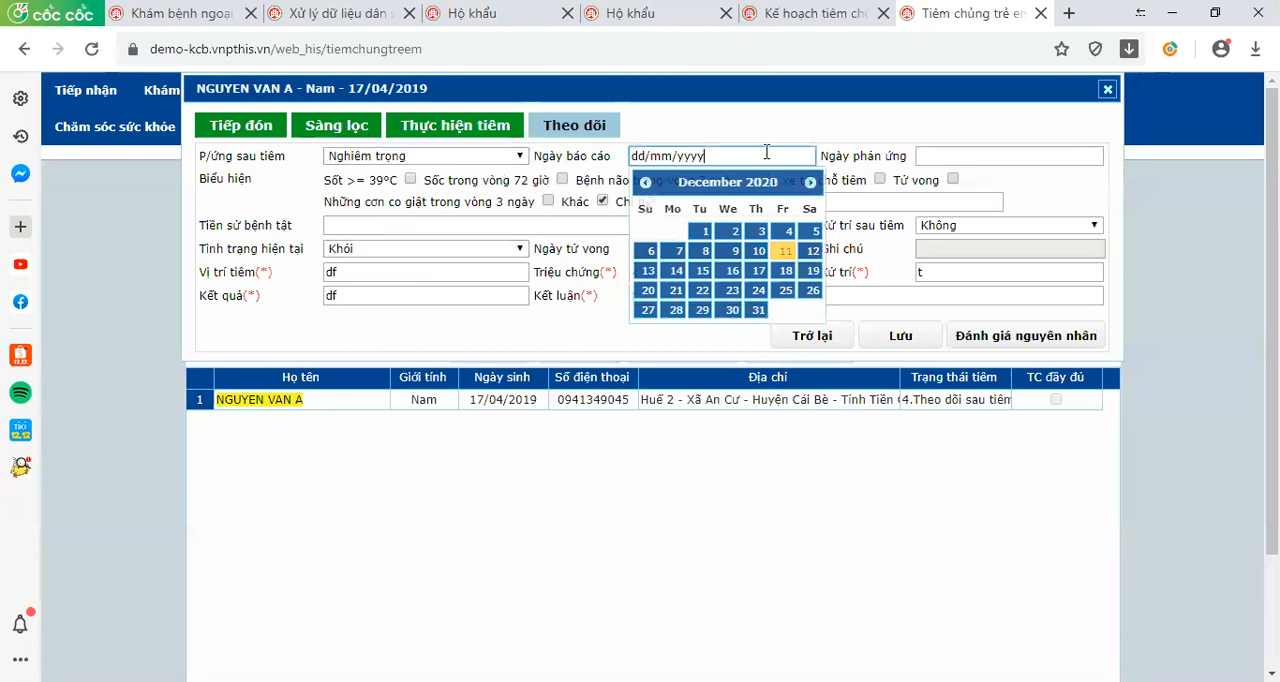 cốc cốc
Khám bệnh ngoại
Xử lý dữ liệu dân s
Hộ khẩu
Hộ khẩu
Kế hoạch tiêm chủ
Tiêm chủng trẻ em
demo-kcb.vnpthis.vn/web_his/tiemchungtreem
Tiếp nhận Khám
Chăm sóc sức khỏe
NGUYEN VAN A - Nam - 17/04/2019
Tiếp đón Sàng lọc Thực hiện tiêm Theo dõi
P/ứng sau tiêm Nghiêm trọng Ngày báo cáo dd/mm/yyyy Ngày phản ứng
Biểu hiện Sốt >= 39°C Sốc trong vòng 72 giờ Bệnh não chỗ tiêm Tử vong
Những cơn co giật trong vòng 3 ngày Khác Chi
Tiền sử bệnh tật Xử trí sau tiêm Không
Tình trạng hiện tại Khỏi Ngày tử vong Ghi chú
Vị trí tiêm(*) df Triệu chứng(*) Xử trí(*) t
Kết quả(*) df Kết luận(*)
December 2020
Su Mo Tu We Th Fr Sa
1 2 3 4 5
6 7 8 9 10 11 12
13 14 15 16 17 18 19
20 21 22 23 24 25 26
27 28 29 30 31
Trở lại Lưu Đánh giá nguyên nhân
Họ tên Giới tính Ngày sinh Số điện thoại Địa chỉ Trạng thái tiêm TC đầy đủ
1 NGUYEN VAN A Nam 17/04/2019 0941349045 Huế 2 - Xã An Cư - Huyện Cái Bè - Tỉnh Tiền 4.Theo dõi sau tiêm